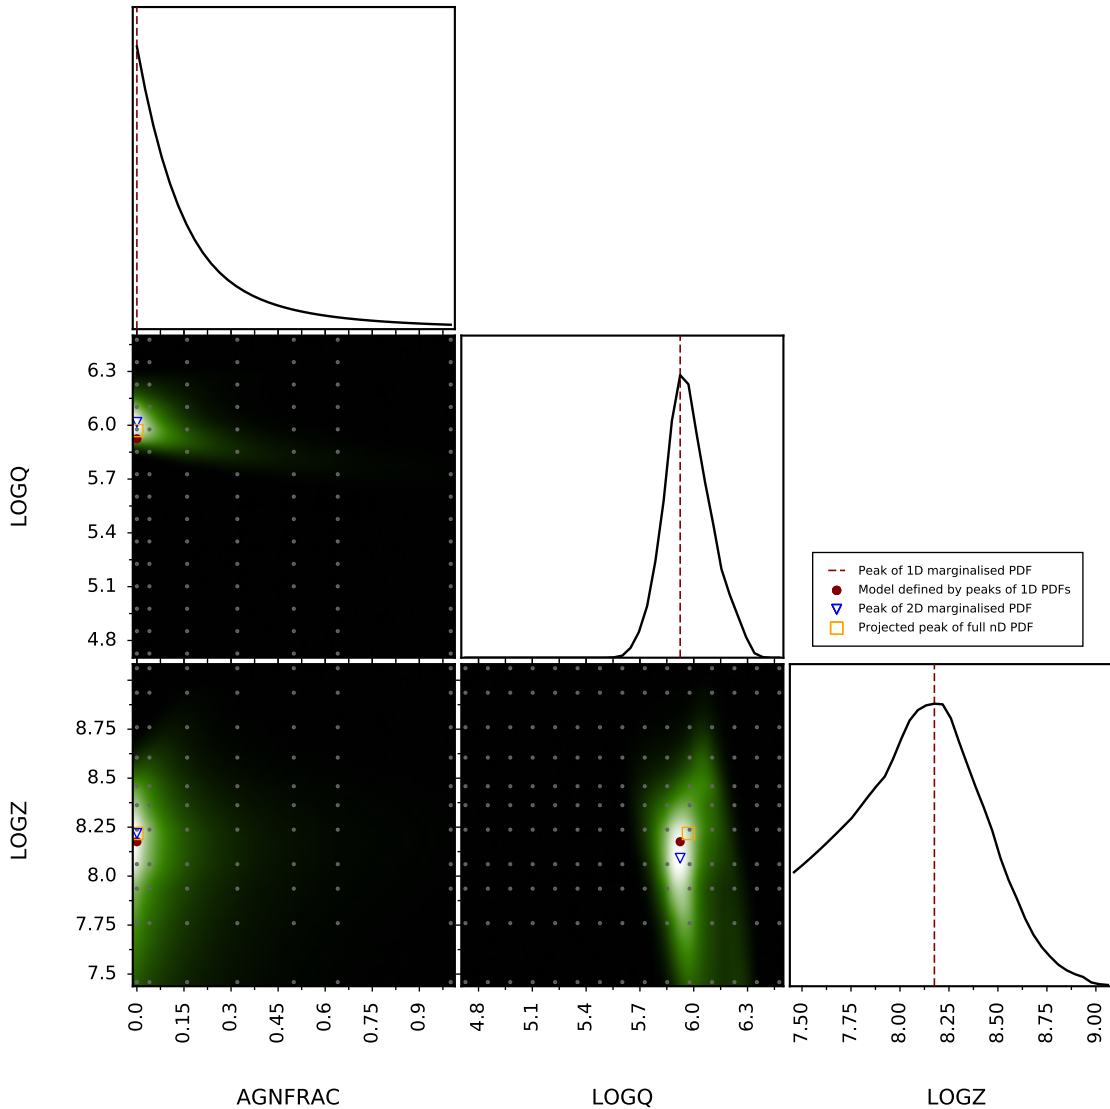 6.3
6.0
5.7
5.4
5.1
4.8
LOGQ
Peak of 1D marginalised PDF
Model defined by peaks of 1D PDFs
Peak of 2D marginalised PDF
Projected peak of full nD PDF
8.75
8.5
8.25
8.0
7.75
7.5
LOGZ
0.0 0.15 0.3 0.45 0.6 0.75 0.9
4.8 5.1 5.4 5.7 6.0 6.3
7.50 7.75 8.00 8.25 8.50 8.75 9.00
AGNFRAC
LOGQ
LOGZ